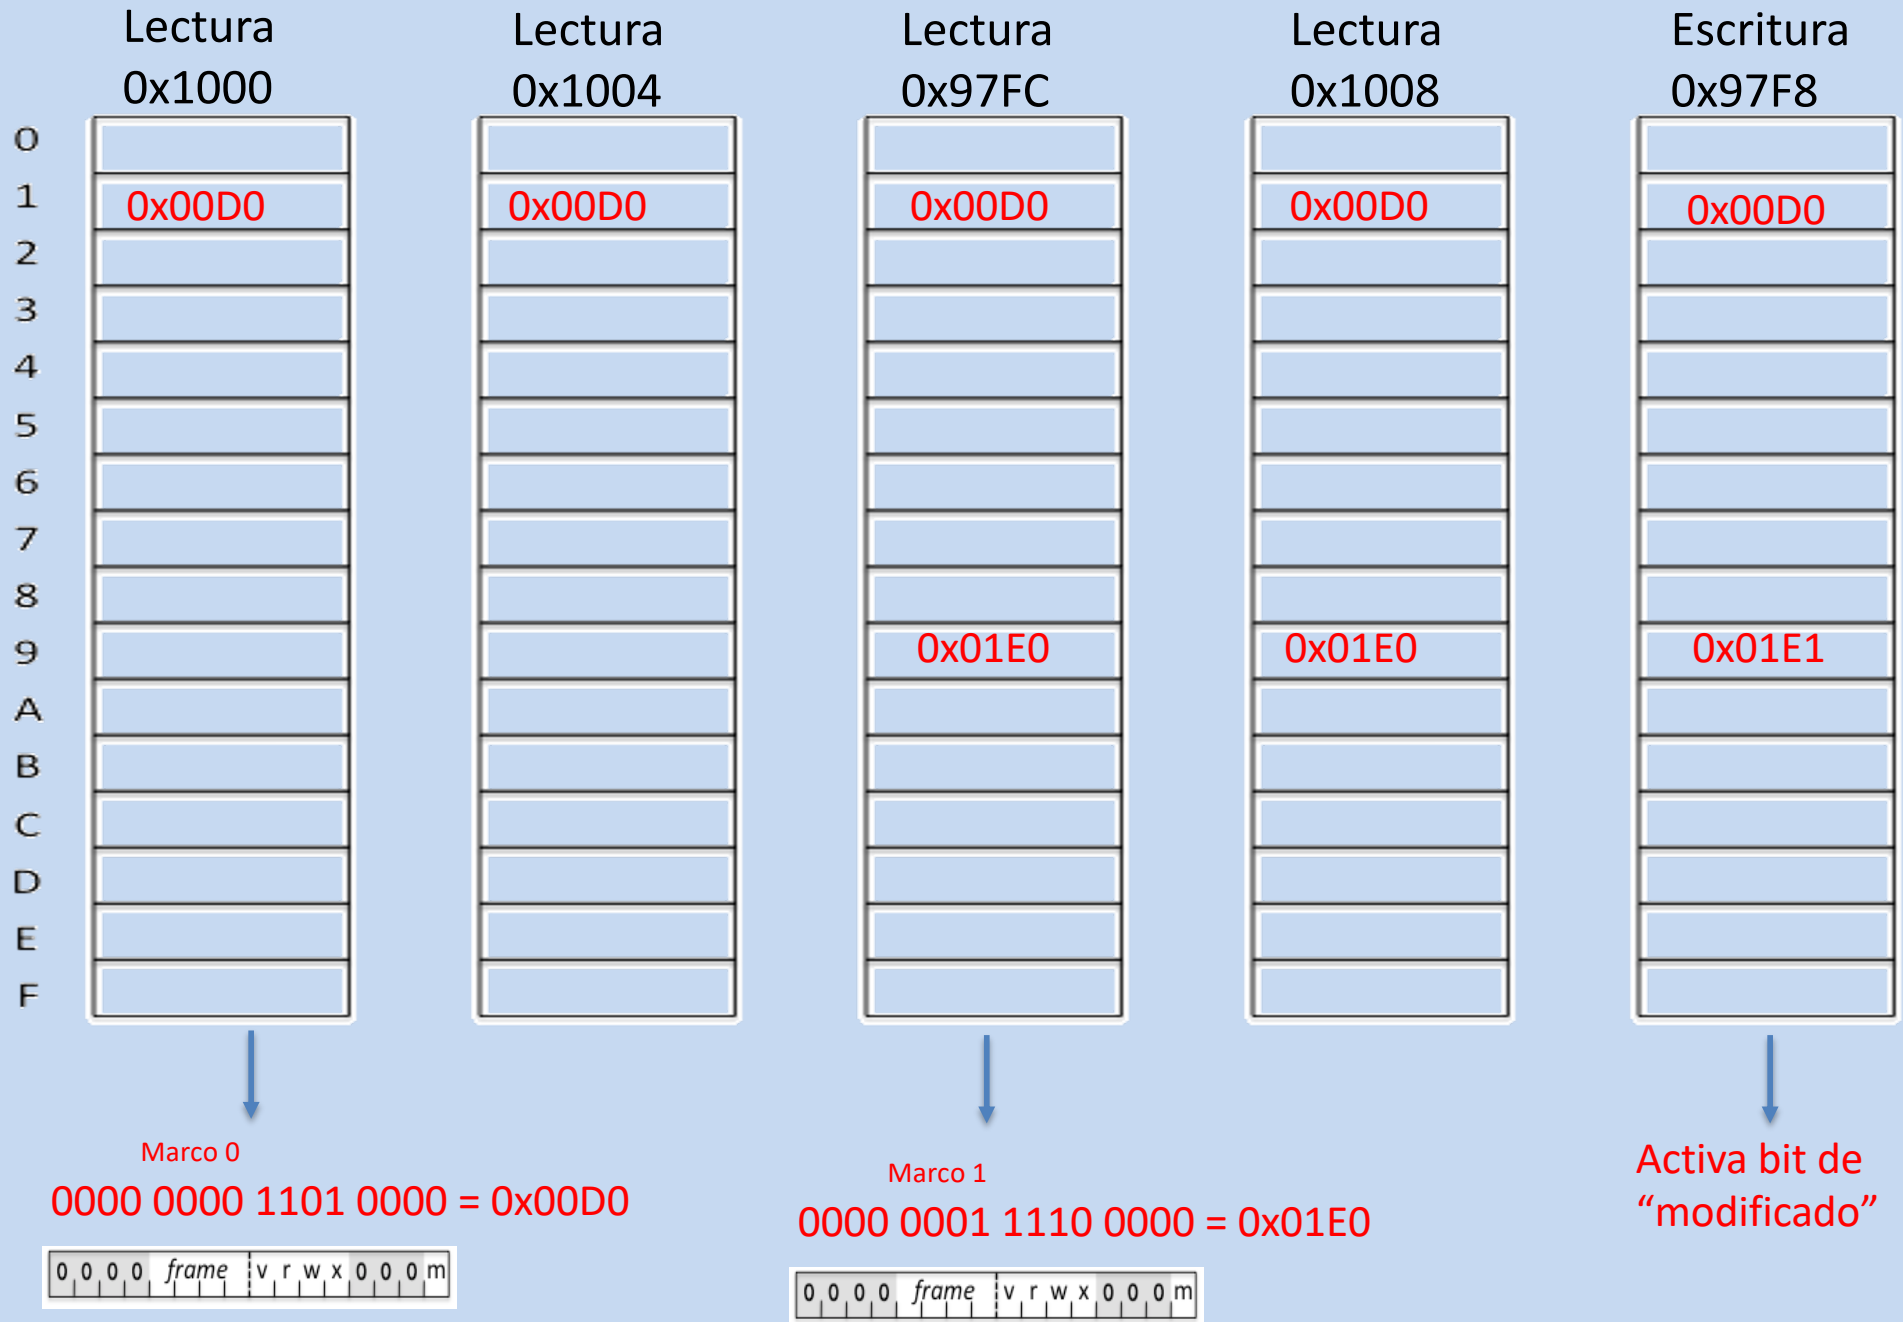 Lectura Lectura Lectura Lectura Escritura
0x1000 0x1004 0x97FC 0x1008 0x97F8
0
1 0x00D0 0x00D0 0x00D0 0x00D0 0x00D0
2
3
4
5
6
7
8
9 0x01E0 0x01E0 0x01E1
A
B
C
D
E
F
Marco 0
0000 0000 1101 0000 = 0x00D0
0 0 0 0 frame v r w x 0 0 0 m
Marco 1
0000 0001 1110 0000 = 0x01E0
0 0 0 0 frame v r w x 0 0 0 m
Activa bit de
“modificado”